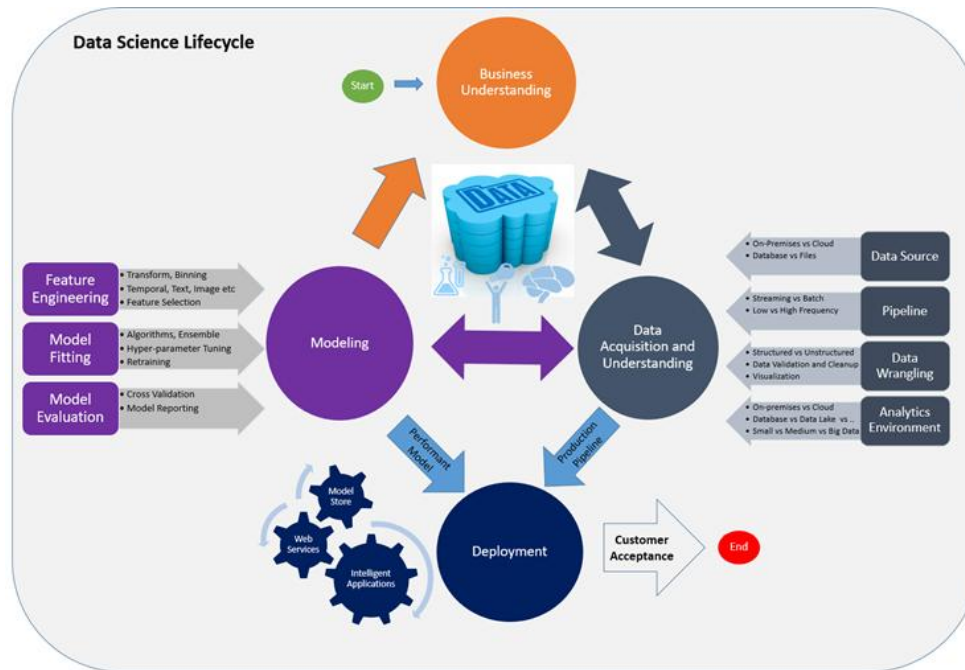 Data Science Lifecycle
Start
Business
Understanding
DATA
Feature
Engineering
• Transform, Binning
• Temporal, Text, Image etc
• Feature Selection
Model
Fitting
• Algorithms, Ensemble
• Hyper-parameter Tuning
• Retraining
Model
Evaluation
• Cross Validation
• Model Reporting
Modeling
Data
Acquisition and
Understanding
• On-Premises vs Cloud
• Database vs Files
Data Source
• Streaming vs Batch
• Low vs High Frequency
Pipeline
• Structured vs Unstructured
• Data Validation and Cleanup
• Visualization
Data
Wrangling
• On-premises vs Cloud
• Database vs Data Lake vs ..
• Small vs Medium vs Big Data
Analytics
Environment
Performant
Model
Production
Pipeline
Model
Store
Web
Services
Intelligent
Applications
Deployment
Customer
Acceptance
End